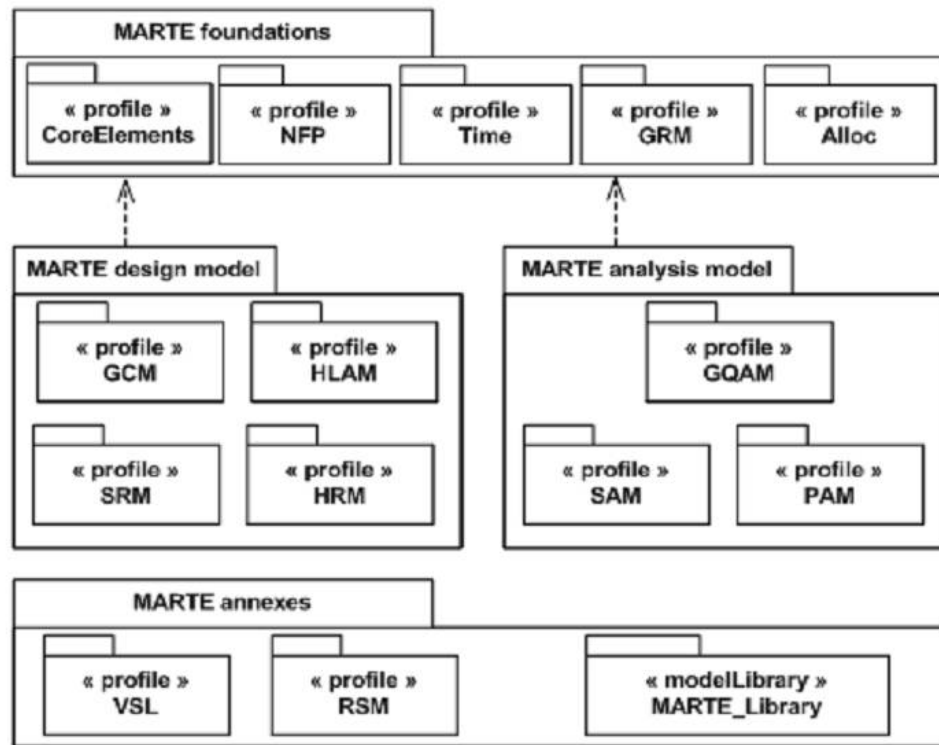 MARTE foundations
« profile »
CoreElements
« profile »
NFP
« profile »
Time
« profile »
GRM
« profile »
Alloc
MARTE design model
« profile »
GCM
« profile »
HLAM
« profile »
SRM
« profile »
HRM
MARTE analysis model
« profile »
GQAM
« profile »
SAM
« profile »
PAM
MARTE annexes
« profile »
VSL
« profile »
RSM
« modelLibrary »
MARTE_Library